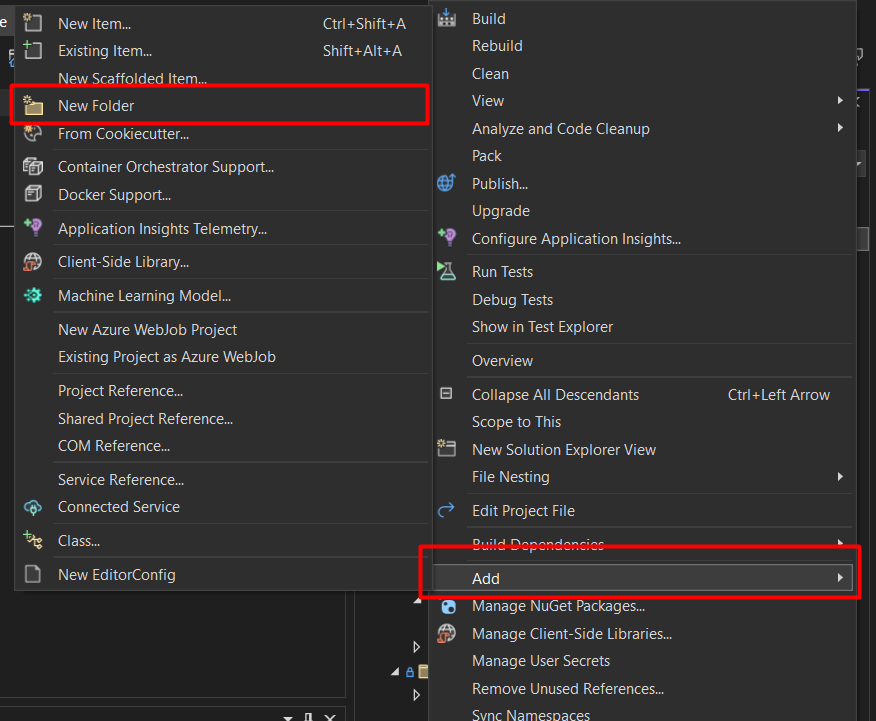 e
New Item... Ctrl+Shift+A
Existing Item... Shift+Alt+A
New Scaffolded Item...
New Folder
From Cookiecutter...
Container Orchestrator Support...
Docker Support...
Application Insights Telemetry...
Client-Side Library...
Machine Learning Model...
New Azure WebJob Project
Existing Project as Azure WebJob
Project Reference...
Shared Project Reference...
COM Reference...
Service Reference...
Connected Service
Class...
New EditorConfig
Build
Rebuild
Clean
View
Analyze and Code Cleanup
Pack
Publish...
Upgrade
Configure Application Insights...
Run Tests
Debug Tests
Show in Test Explorer
Overview
Collapse All Descendants Ctrl+Left Arrow
Scope to This
New Solution Explorer View
File Nesting
Edit Project File
Build Dependencies
Add
Manage NuGet Packages...
Manage Client-Side Libraries...
Manage User Secrets
Remove Unused References...
Sync Namespaces